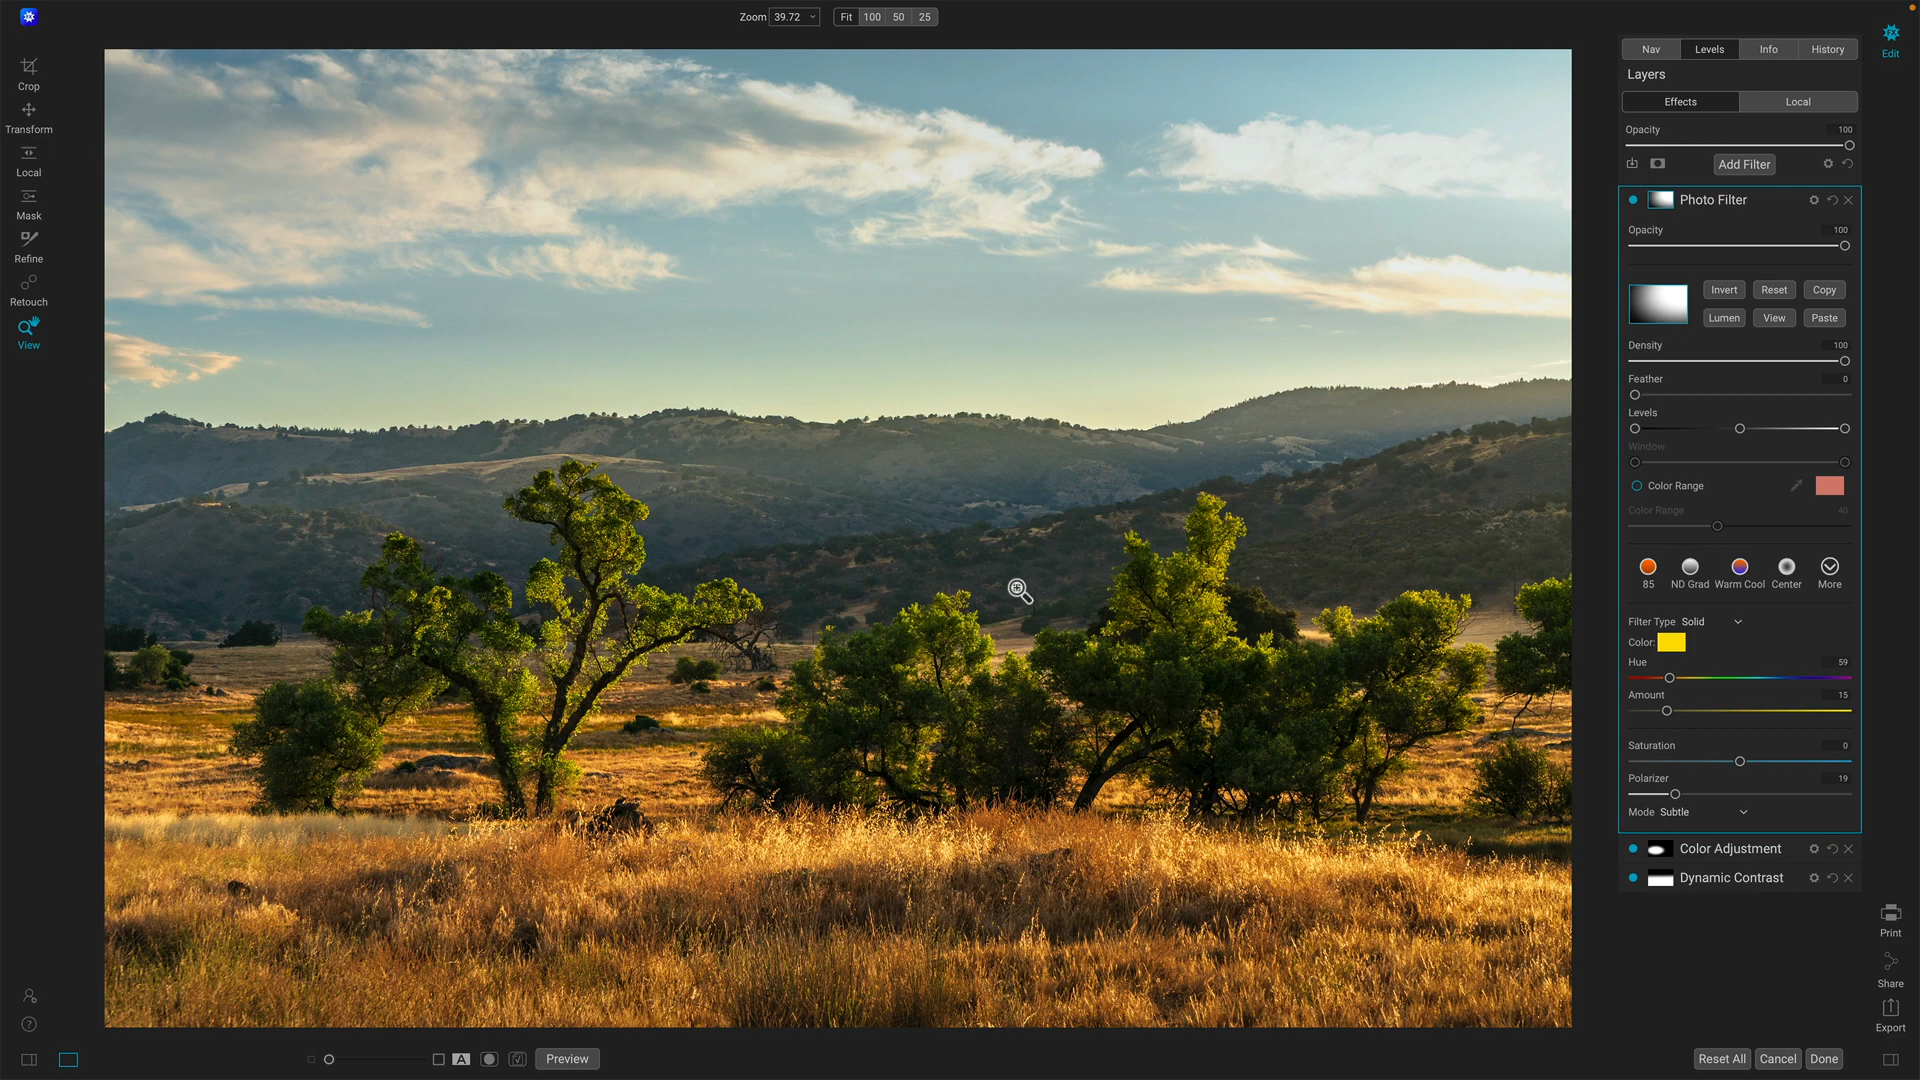 Zoom 39.72 Fit 100 50 25
Crop
Transform
Local
Mask
Refine
Retouch
View
Nav Levels Info History
Edit
Layers
Effects Local
Opacity 100
Add Filter
Photo Filter
Opacity 100
Invert Reset Copy
Lumen View Paste
Density 100
Feather 0
Levels
Window
Color Range
Color Range 40
85 ND Grad Warm Cool Center More
Filter Type Solid
Color:
Hue 59
Amount 15
Saturation 0
Polarizer 19
Mode Subtle
Color Adjustment
Dynamic Contrast
Print
Share
Export
A Preview
Reset All Cancel Done